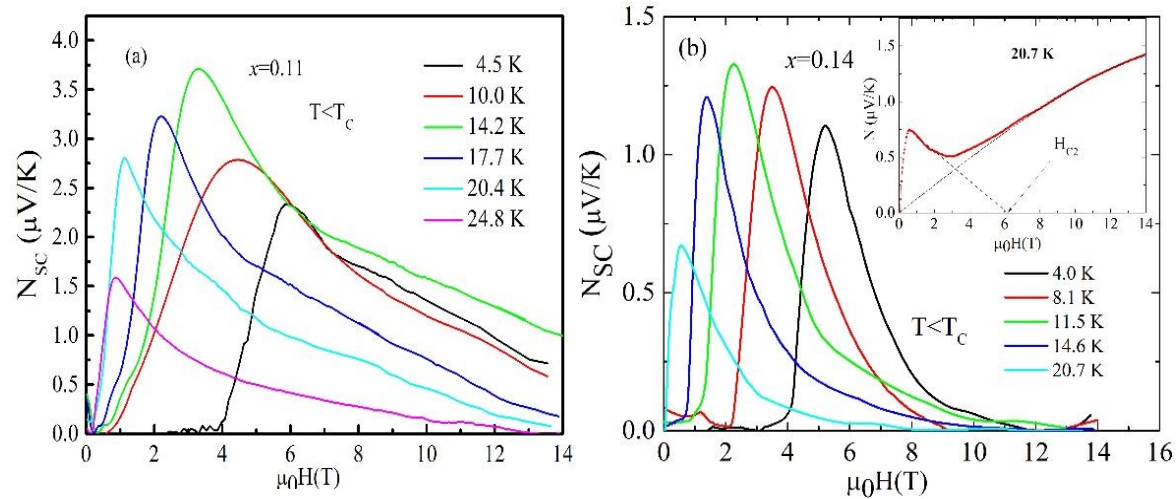 (a)
x=0.11
T<T_C
4.5 K
10.0 K
14.2 K
17.7 K
20.4 K
24.8 K
N_SC (μV/K)
4.0
3.5
3.0
2.5
2.0
1.5
1.0
0.5
0.0
0 2 4 6 8 10 12 14
μ₀H(T)
(b)
x=0.14
T<T_C
4.0 K
8.1 K
11.5 K
14.6 K
20.7 K
N_SC (μV/K)
1.5
1.0
0.5
0.0
0 2 4 6 8 10 12 14 16
μ₀H(T)
20.7 K
H_C2
N (μV/K)
1.5
1.0
0.5
0.0
0 2 4 6 8 10 12 14
μ₀H(T)